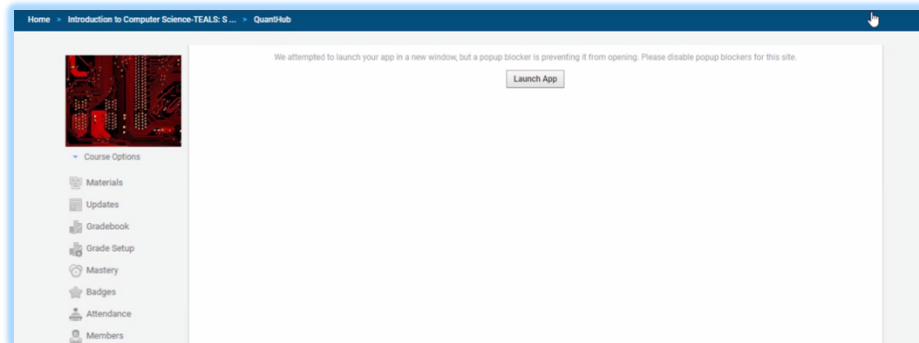 Home > Introduction to Computer Science-TEALS: S ... > QuantHub
We attempted to launch your app in a new window, but a popup blocker is preventing it from opening. Please disable popup blockers for this site.
Launch App
Course Options
Materials
Updates
Gradebook
Grade Setup
Mastery
Badges
Attendance
Members